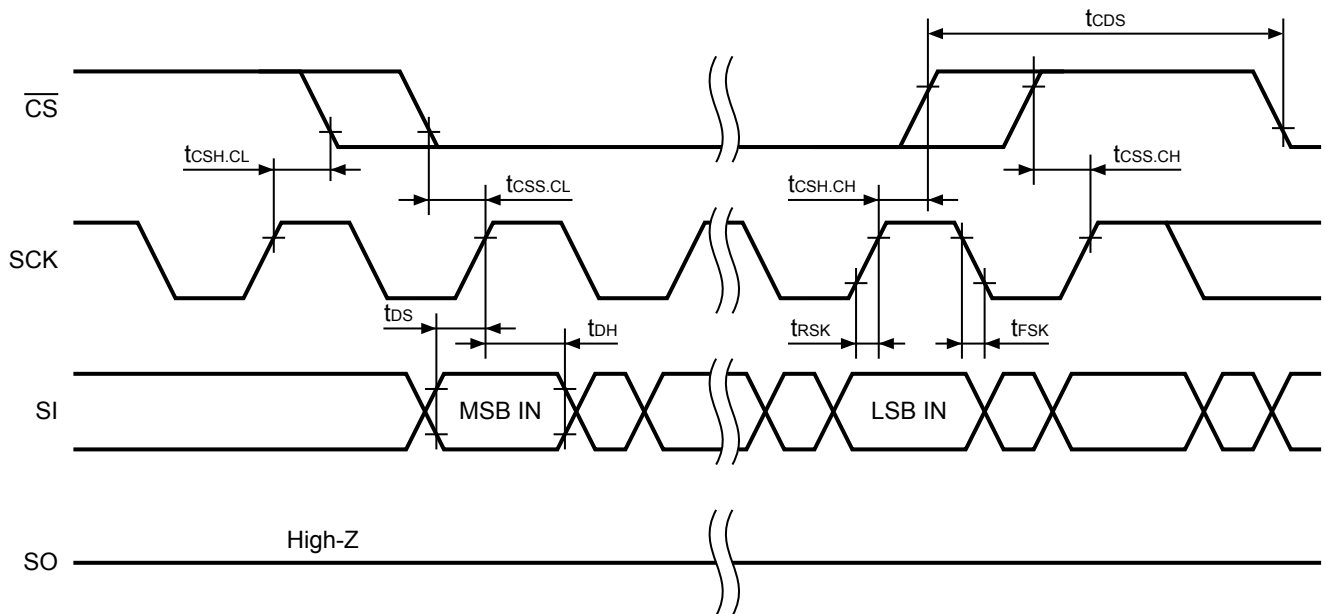 tCDS
CS
tCSH.CL
tCSS.CL
tCSH.CH
tCSS.CH
SCK
tDS
tDH
tRSK
tFSK
SI
MSB IN
LSB IN
High-Z
SO